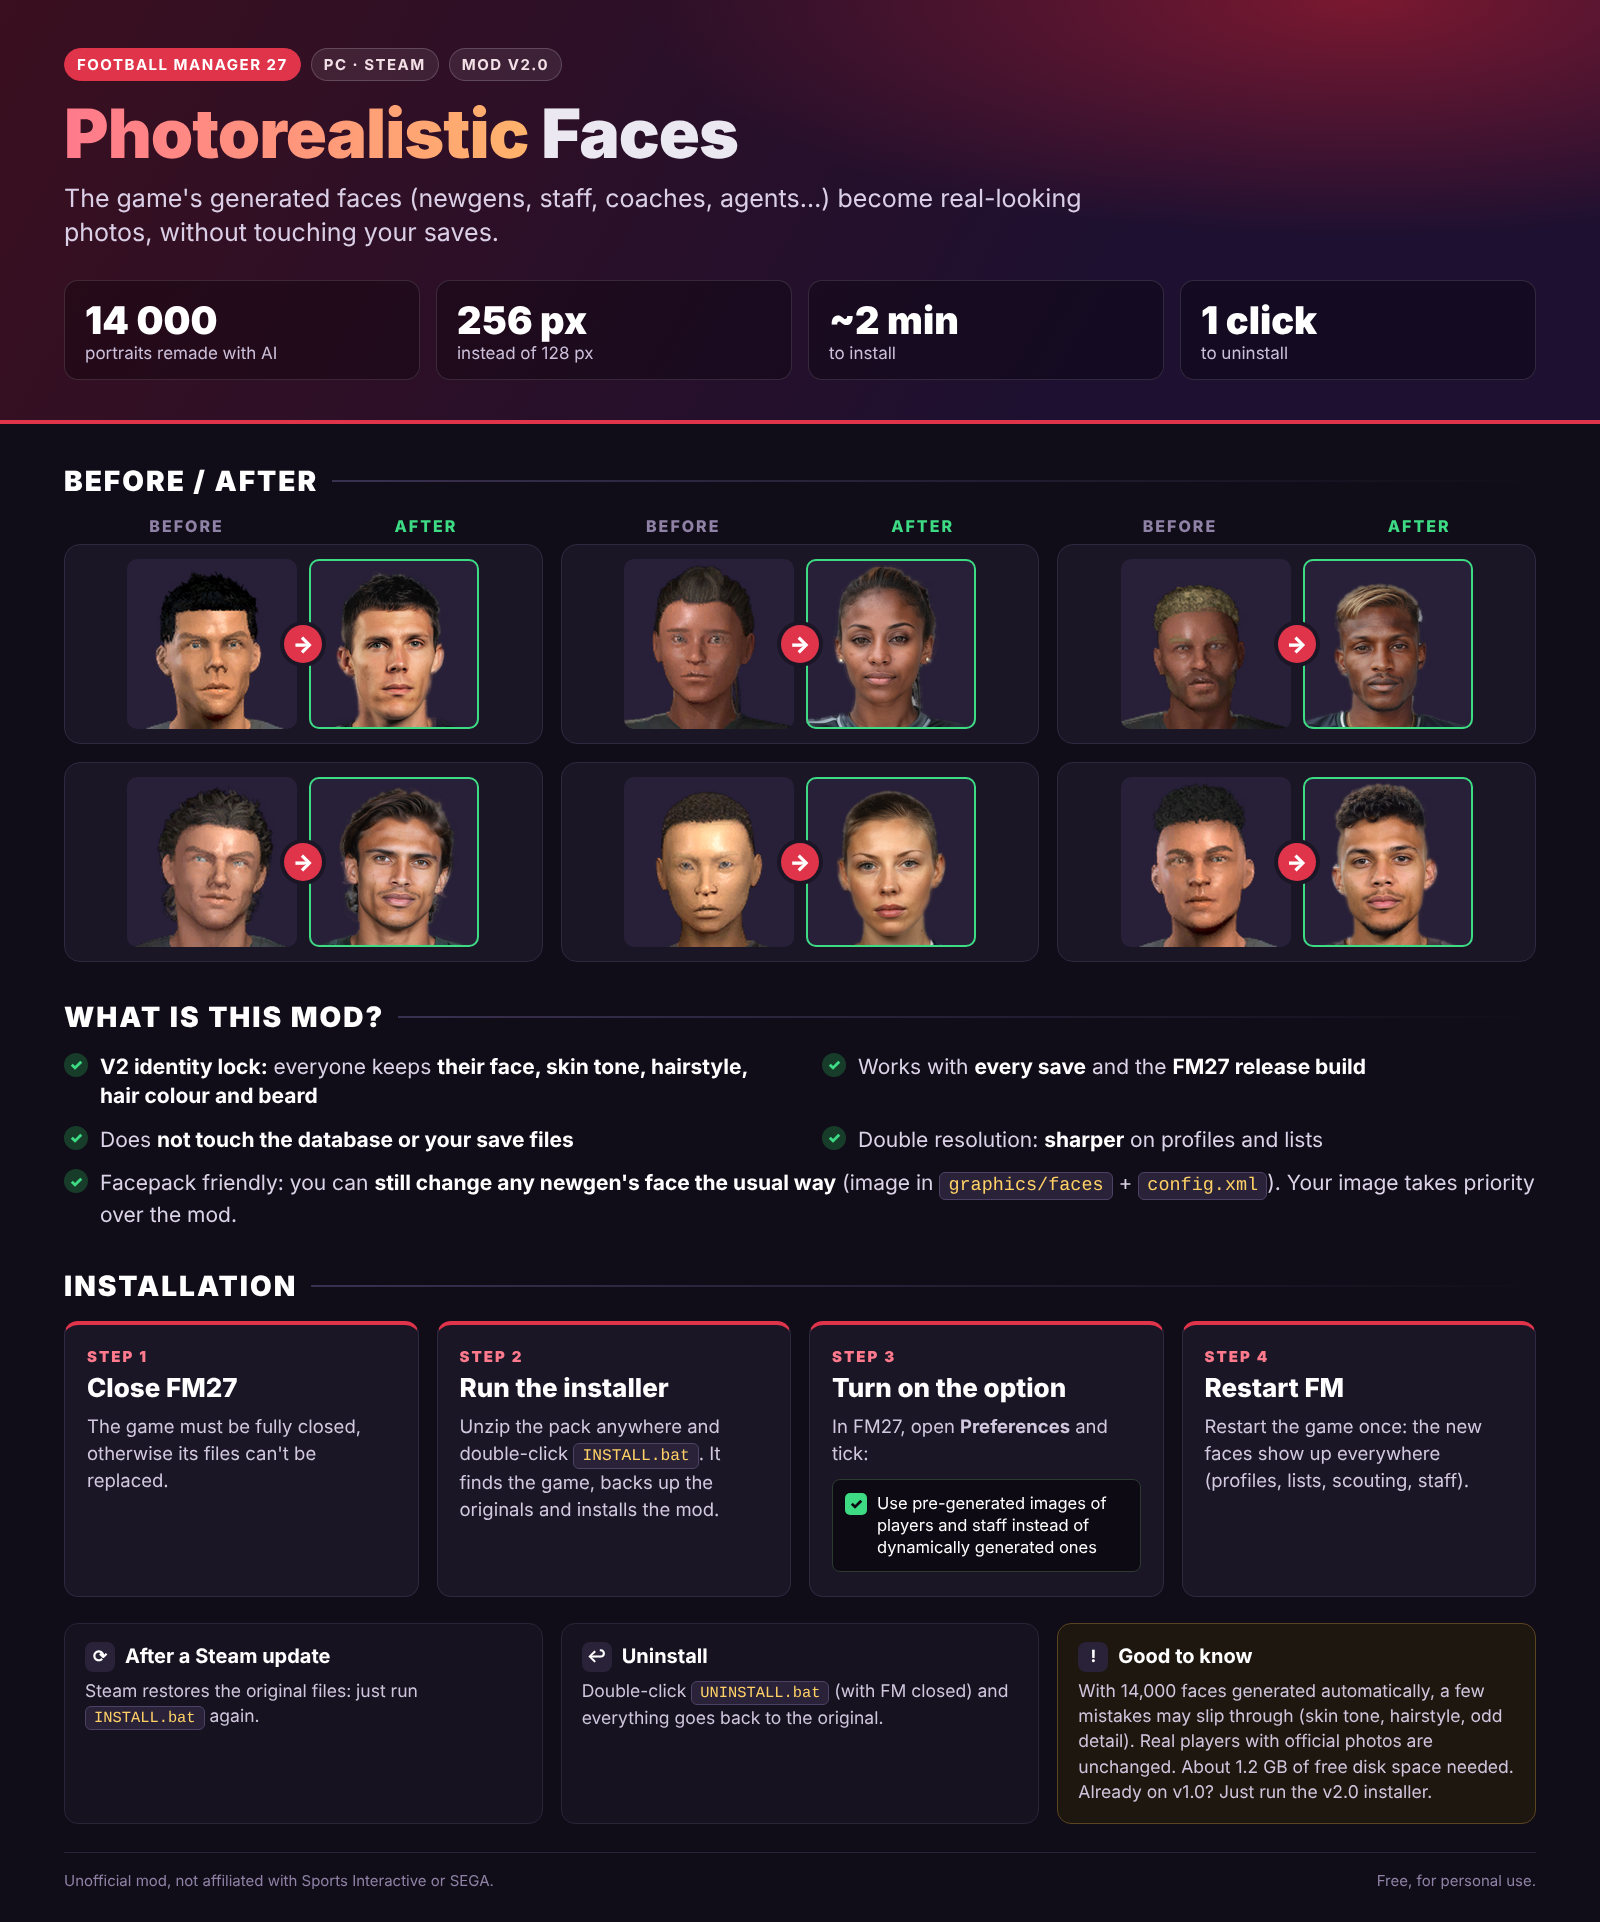 FOOTBALL MANAGER 27
PC · STEAM
MOD V2.0
Photorealistic Faces
The game's generated faces (newgens, staff, coaches, agents...) become real-looking
photos, without touching your saves.
14 000
portraits remade with AI
256 px
instead of 128 px
~2 min
to install
1 click
to uninstall
BEFORE / AFTER
BEFORE
AFTER
BEFORE
AFTER
BEFORE
AFTER
WHAT IS THIS MOD?
V2 identity lock: everyone keeps their face, skin tone, hairstyle,
hair colour and beard
Works with every save and the FM27 release build
Does not touch the database or your save files
Double resolution: sharper on profiles and lists
Facepack friendly: you can still change any newgen's face the usual way (image in graphics/faces + config.xml). Your image takes priority
over the mod.
INSTALLATION
STEP 1
Close FM27
The game must be fully closed,
otherwise its files can't be
replaced.
STEP 2
Run the installer
Unzip the pack anywhere and
double-click INSTALL.bat. It
finds the game, backs up the
originals and installs the mod.
STEP 3
Turn on the option
In FM27, open Preferences and
tick:
Use pre-generated images of
players and staff instead of
dynamically generated ones
STEP 4
Restart FM
Restart the game once: the new
faces show up everywhere
(profiles, lists, scouting, staff).
After a Steam update
Steam restores the original files: just run
INSTALL.bat again.
Uninstall
Double-click UNINSTALL.bat (with FM closed) and
everything goes back to the original.
! Good to know
With 14,000 faces generated automatically, a few
mistakes may slip through (skin tone, hairstyle, odd
detail). Real players with official photos are
unchanged. About 1.2 GB of free disk space needed.
Already on v1.0? Just run the v2.0 installer.
Unofficial mod, not affiliated with Sports Interactive or SEGA.
Free, for personal use.